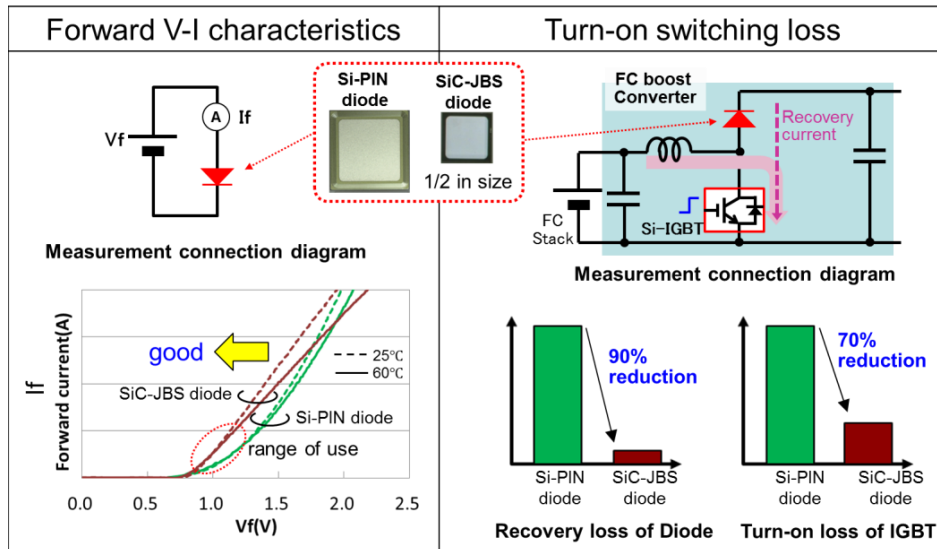 Forward V-I characteristics
Turn-on switching loss
Si-PIN
diode
SiC-JBS
diode
1/2 in size
A
If
Vf
Measurement connection diagram
FC boost
Converter
Recovery
current
FC
Stack
Si-IGBT
Measurement connection diagram
If
Forward current(A)
good
25℃
60℃
SiC-JBS diode
Si-PIN diode
range of use
0.0 0.5 1.0 1.5 2.0 2.5
Vf(V)
90%
reduction
Si-PIN
diode
SiC-JBS
diode
Recovery loss of Diode
70%
reduction
Si-PIN
diode
SiC-JBS
diode
Turn-on loss of IGBT